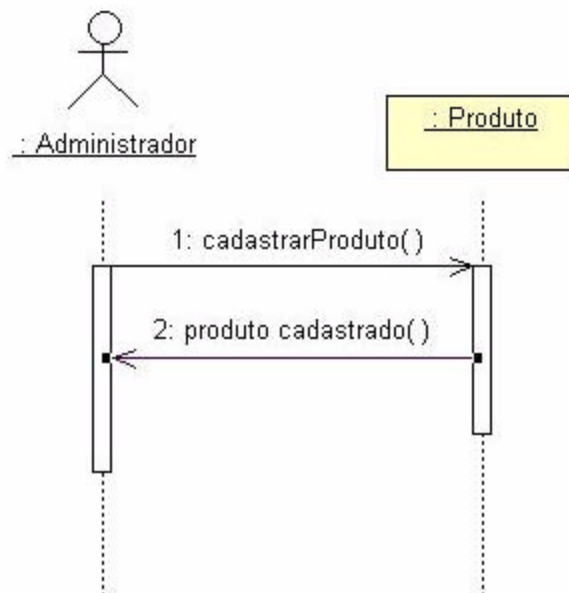 : Administrador
: Produto
1: cadastrarProduto( )
2: produto cadastrado( )